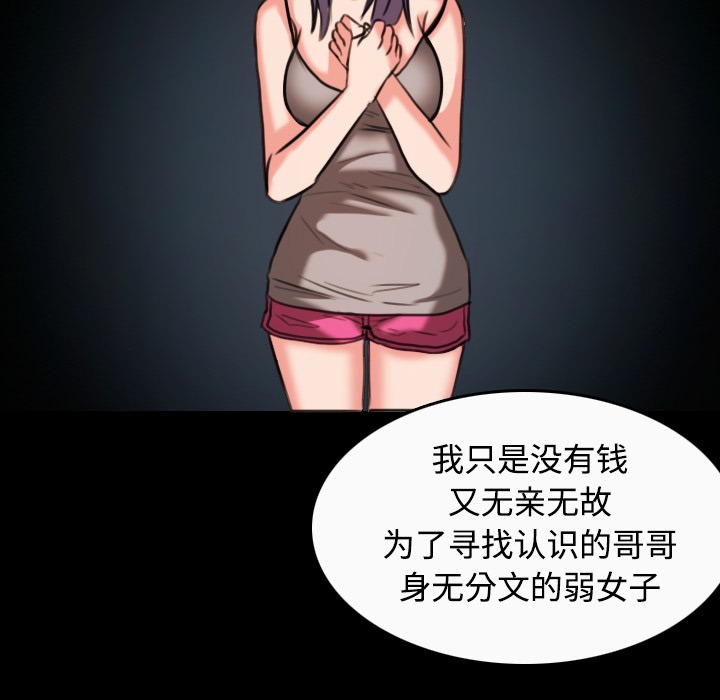 我只是没有钱
又无亲无故
为了寻找认识的哥哥
身无分文的弱女子